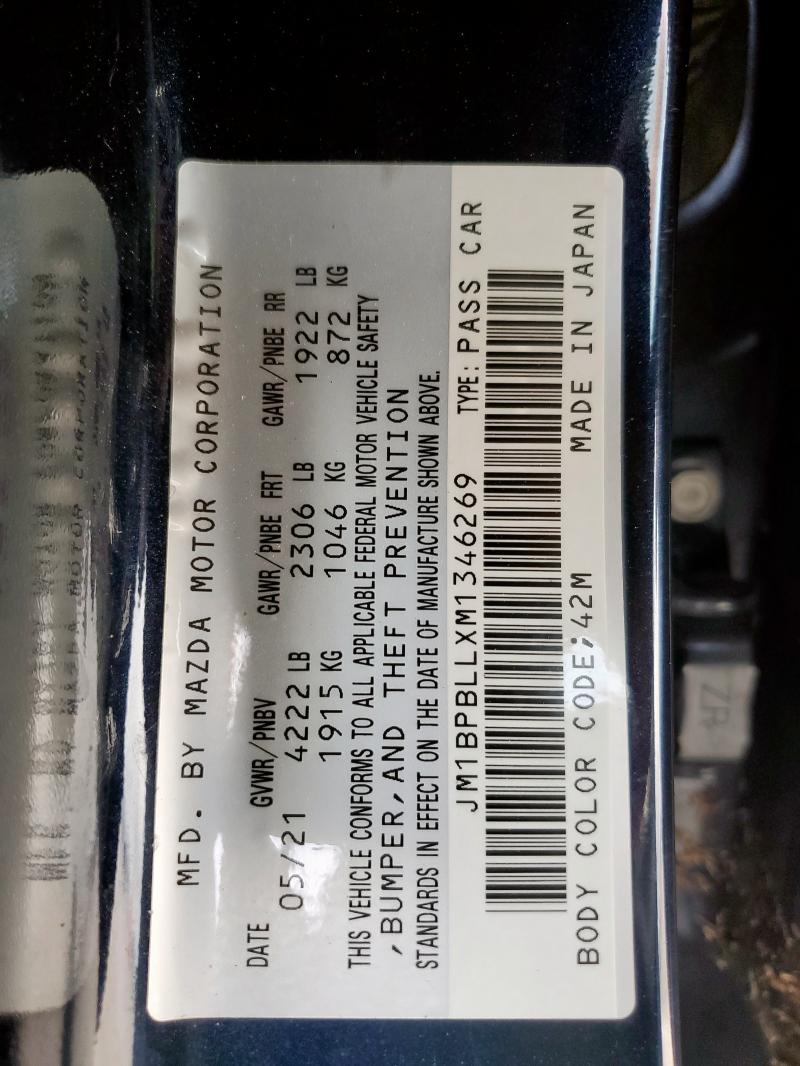 MFD. BY MAZDA MOTOR CORPORATION
DATE GVWR/PNBV GAWR/PNBE FRT GAWR/PNBE RR
05/21 4222 LB 2306 LB 1922 LB
1915 KG 1046 KG 872 KG
THIS VEHICLE CONFORMS TO ALL APPLICABLE FEDERAL MOTOR VEHICLE SAFETY
,BUMPER,AND THEFT PREVENTION
STANDARDS IN EFFECT ON THE DATE OF MANUFACTURE SHOWN ABOVE.
JM1BPBLLXM1346269 TYPE: PASS CAR
BODY COLOR CODE;42M MADE IN JAPAN